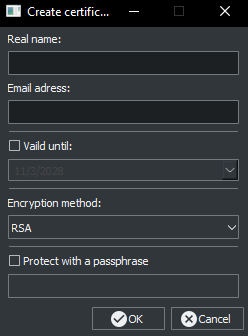 Create certific...
Real name:
Email adress:
Vaild until:
11/3/2028
Encryption method:
RSA
Protect with a passphrase
OK
Cancel